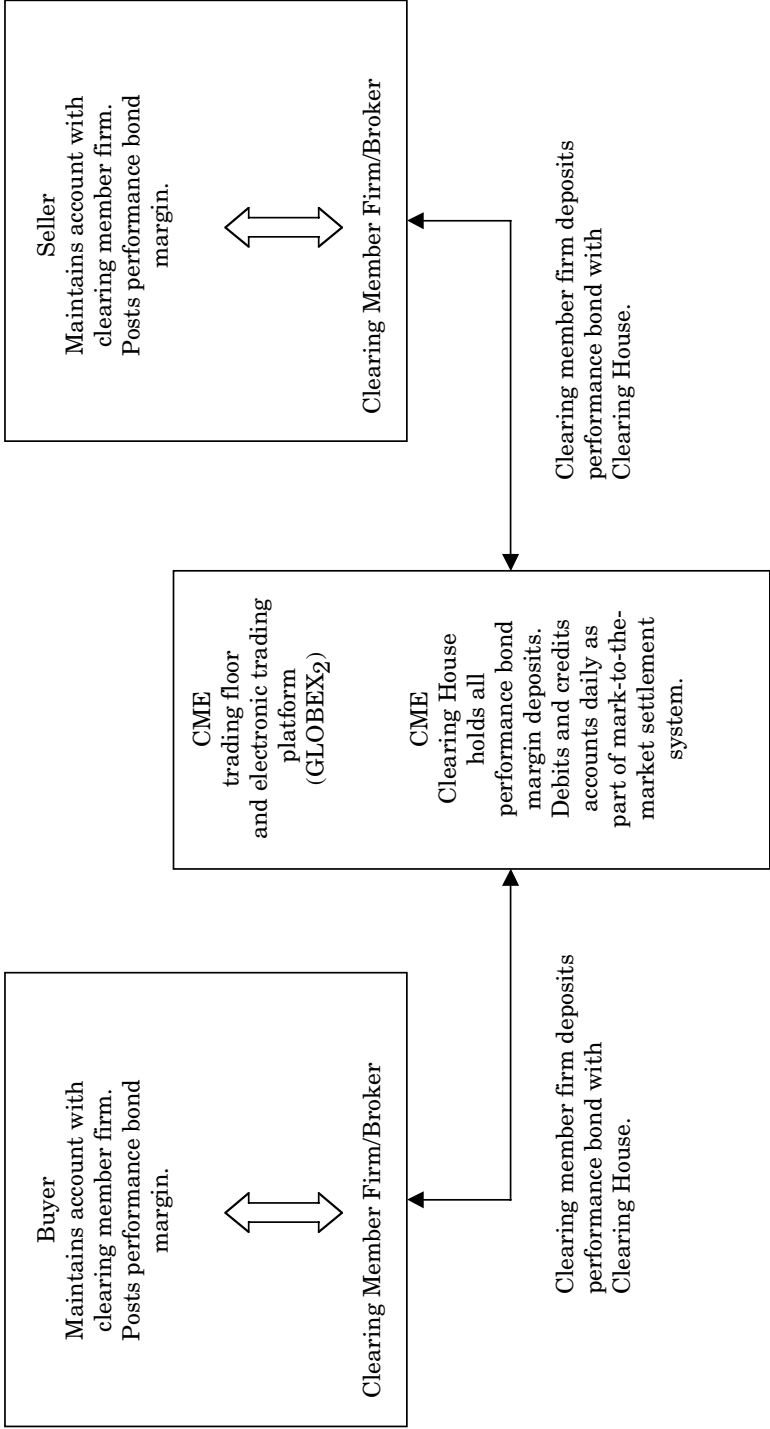 Buyer
Maintains account with
clearing member firm.
Posts performance bond
margin.
Clearing Member Firm/Broker
Clearing member firm deposits
performance bond with
Clearing House.
CME
trading floor
and electronic trading
platform
(GLOBEX2)
CME
Clearing House
holds all
performance bond
margin deposits.
Debits and credits
accounts daily as
part of mark-to-the-
market settlement
system.
Seller
Maintains account with
clearing member firm.
Posts performance bond
margin.
Clearing Member Firm/Broker
Clearing member firm deposits
performance bond with
Clearing House.